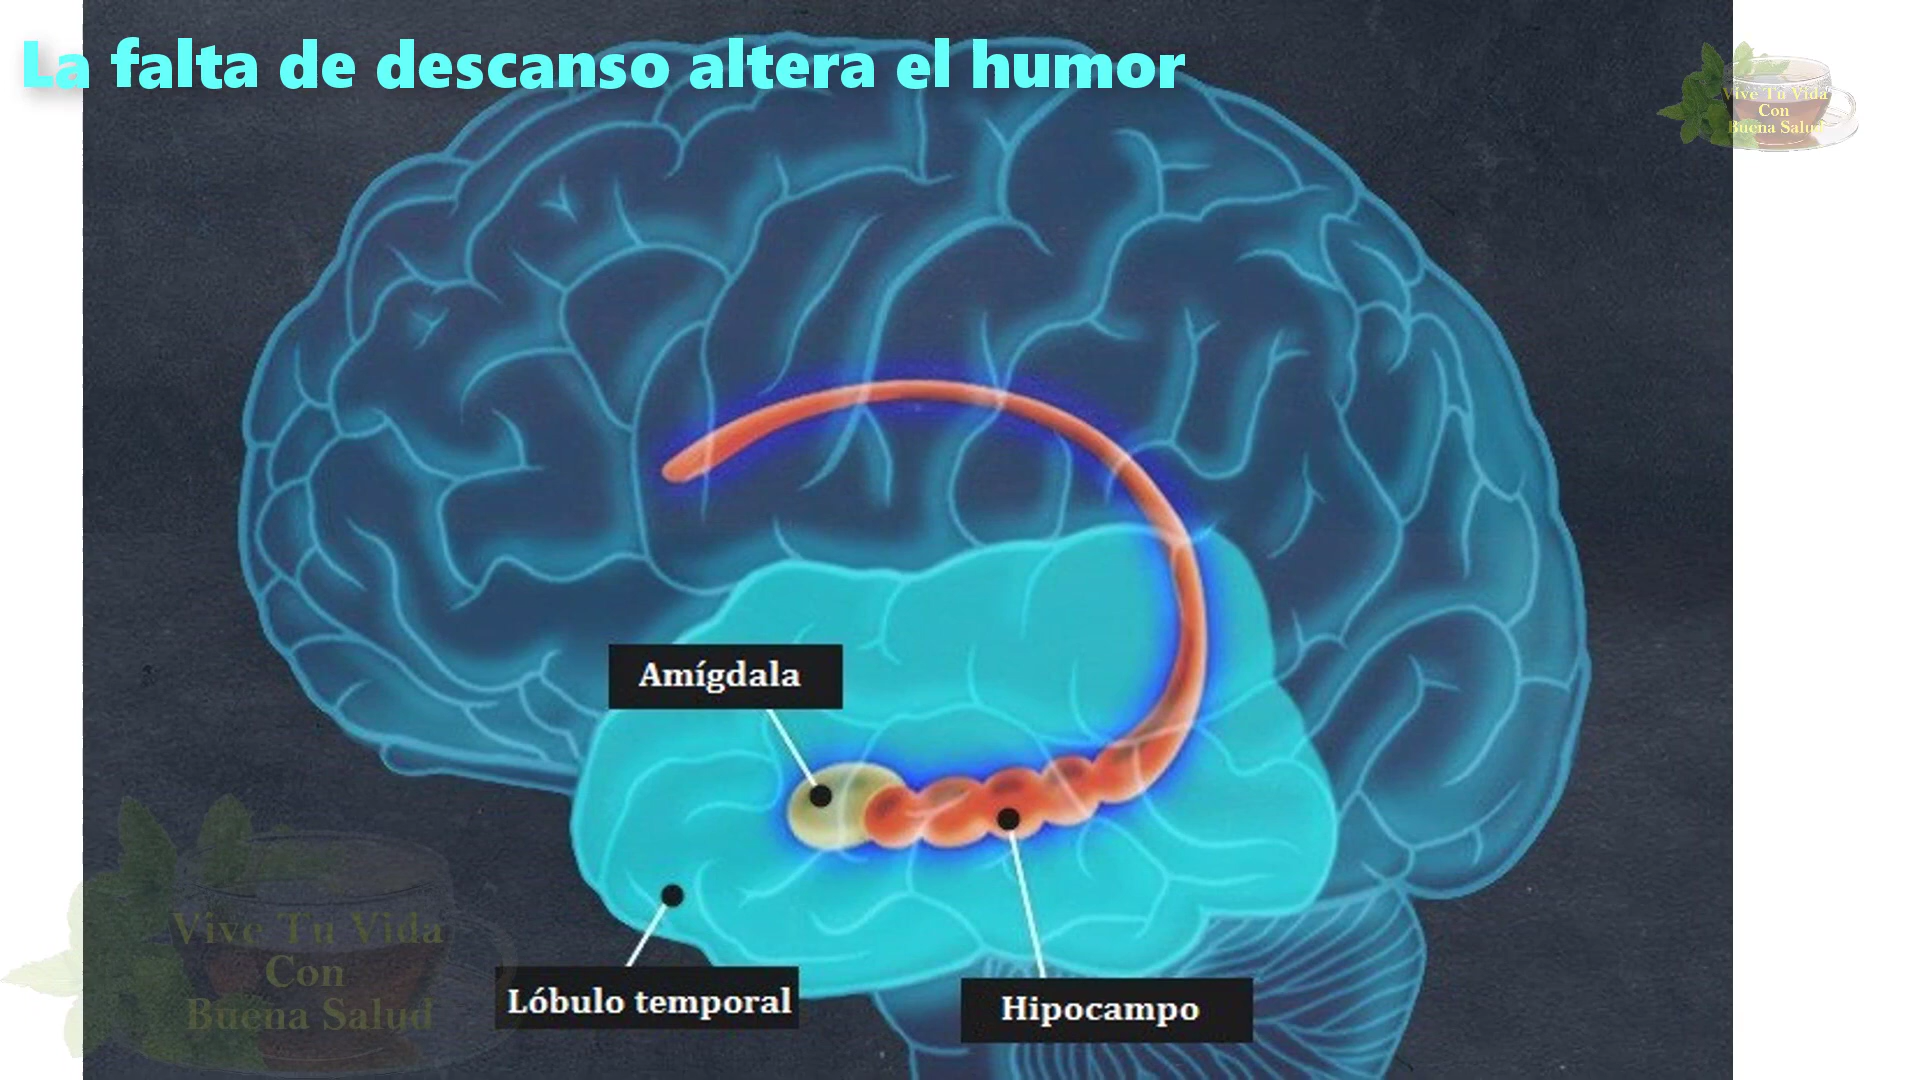 La falta de descanso altera el humor
Vive Tu Vida
Con
Buena Salud
Amígdala
Vive Tu Vida
Con
Buena Salud
Lóbulo temporal
Hipocampo